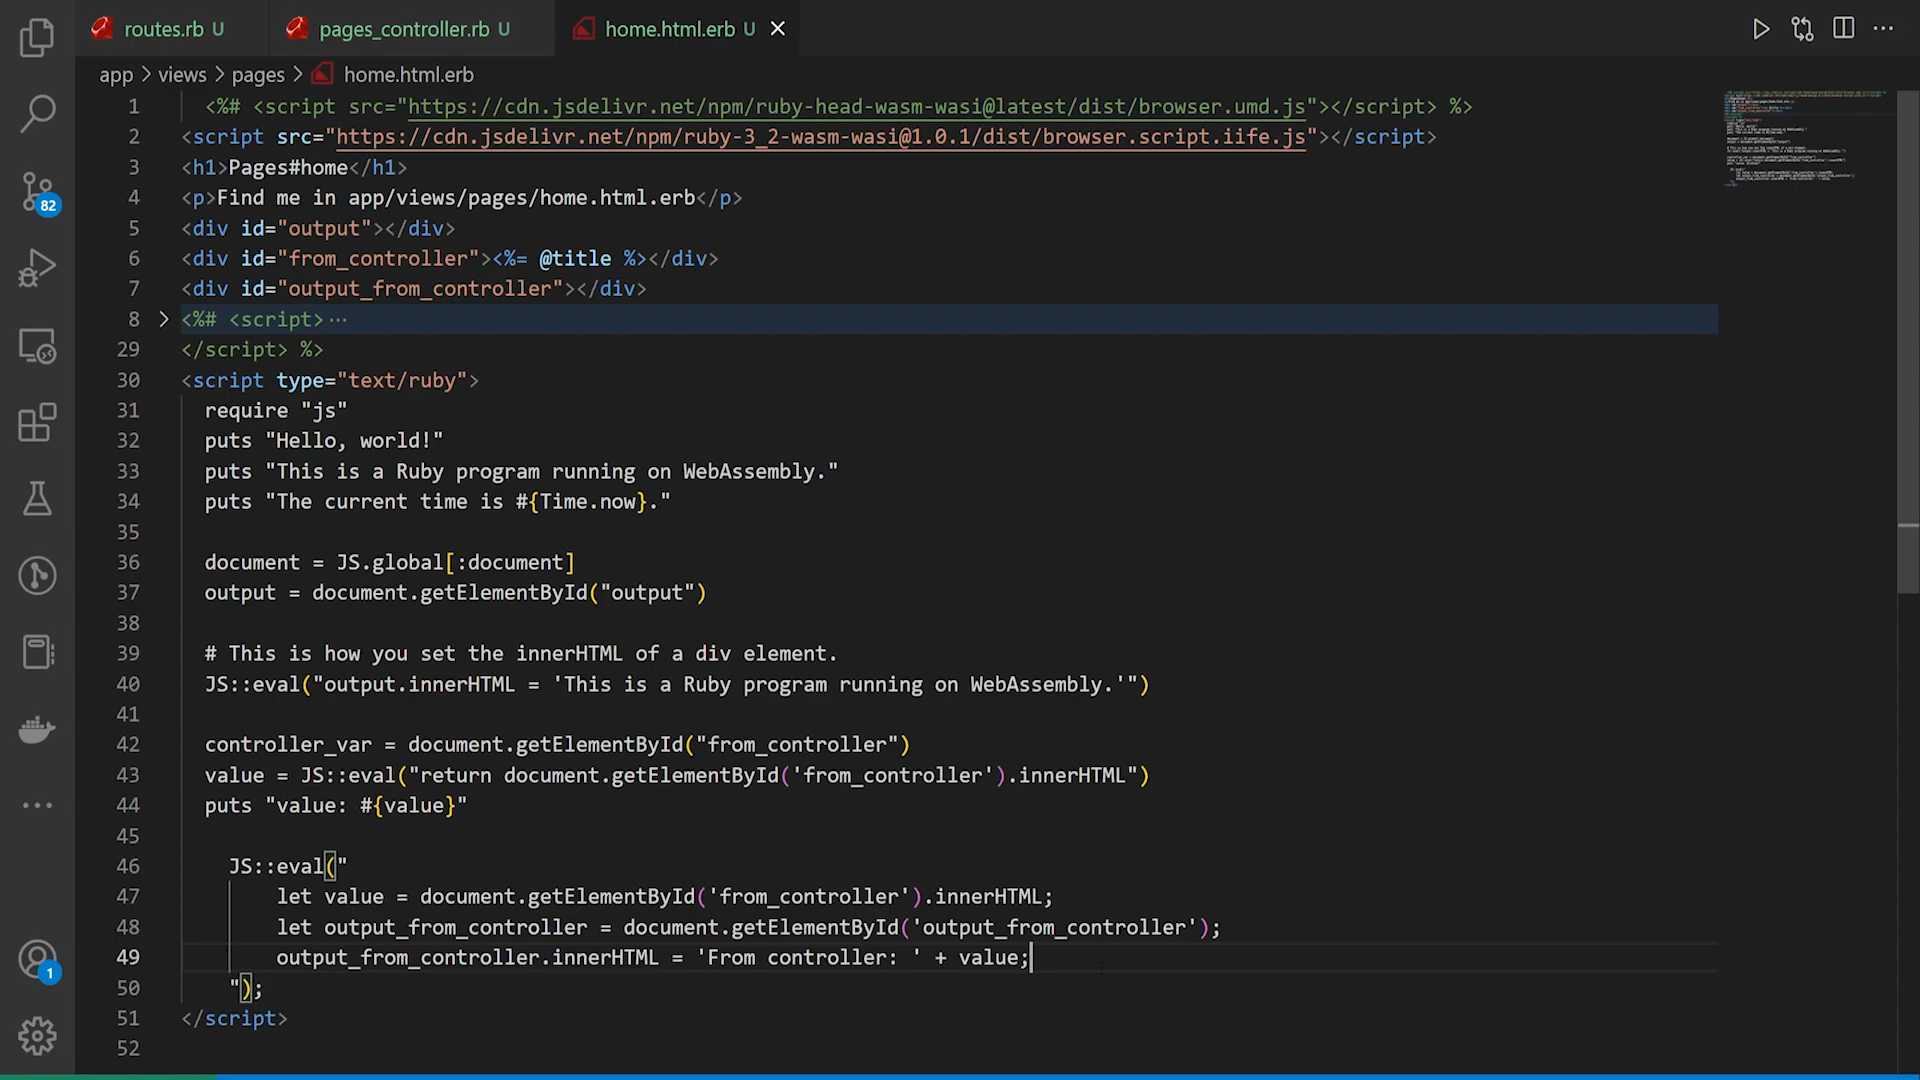 routes.rb U
pages_controller.rb U
home.html.erb U
app > views > pages > home.html.erb
1 <%# <script src="https://cdn.jsdelivr.net/npm/ruby-head-wasm-wasi@latest/dist/browser.umd.js"></script> %>
2 <script src="https://cdn.jsdelivr.net/npm/ruby-3_2-wasm-wasi@1.0.1/dist/browser.script.iife.js"></script>
3 <h1>Pages#home</h1>
4 <p>Find me in app/views/pages/home.html.erb</p>
5 <div id="output"></div>
6 <div id="from_controller"><%= @title %></div>
7 <div id="output_from_controller"></div>
8 <%# <script>⋯
29 </script> %>
30 <script type="text/ruby">
31 require "js"
32 puts "Hello, world!"
33 puts "This is a Ruby program running on WebAssembly."
34 puts "The current time is #{Time.now}."
35
36 document = JS.global[:document]
37 output = document.getElementById("output")
38
39 # This is how you set the innerHTML of a div element.
40 JS::eval("output.innerHTML = 'This is a Ruby program running on WebAssembly.'")
41
42 controller_var = document.getElementById("from_controller")
43 value = JS::eval("return document.getElementById('from_controller').innerHTML")
44 puts "value: #{value}"
45
46 JS::eval("
47 let value = document.getElementById('from_controller').innerHTML;
48 let output_from_controller = document.getElementById('output_from_controller');
49 output_from_controller.innerHTML = 'From controller: ' + value;
50 ");
51 </script>
52
82
1